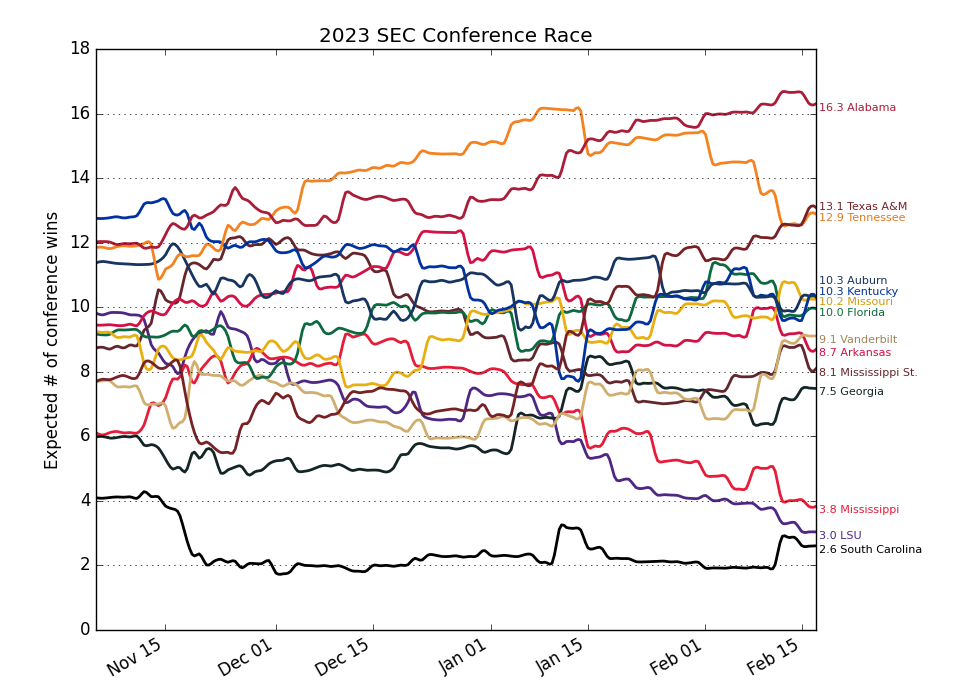 2023 SEC Conference Race
Expected # of conference wins
18
16
14
12
10
8
6
4
2
0
16.3 Alabama
13.1 Texas A&M
12.9 Tennessee
10.3 Auburn
10.3 Kentucky
10.2 Missouri
10.0 Florida
9.1 Vanderbilt
8.7 Arkansas
8.1 Mississippi St.
7.5 Georgia
3.8 Mississippi
3.0 LSU
2.6 South Carolina
Nov 15
Dec 01
Dec 15
Jan 01
Jan 15
Feb 01
Feb 15